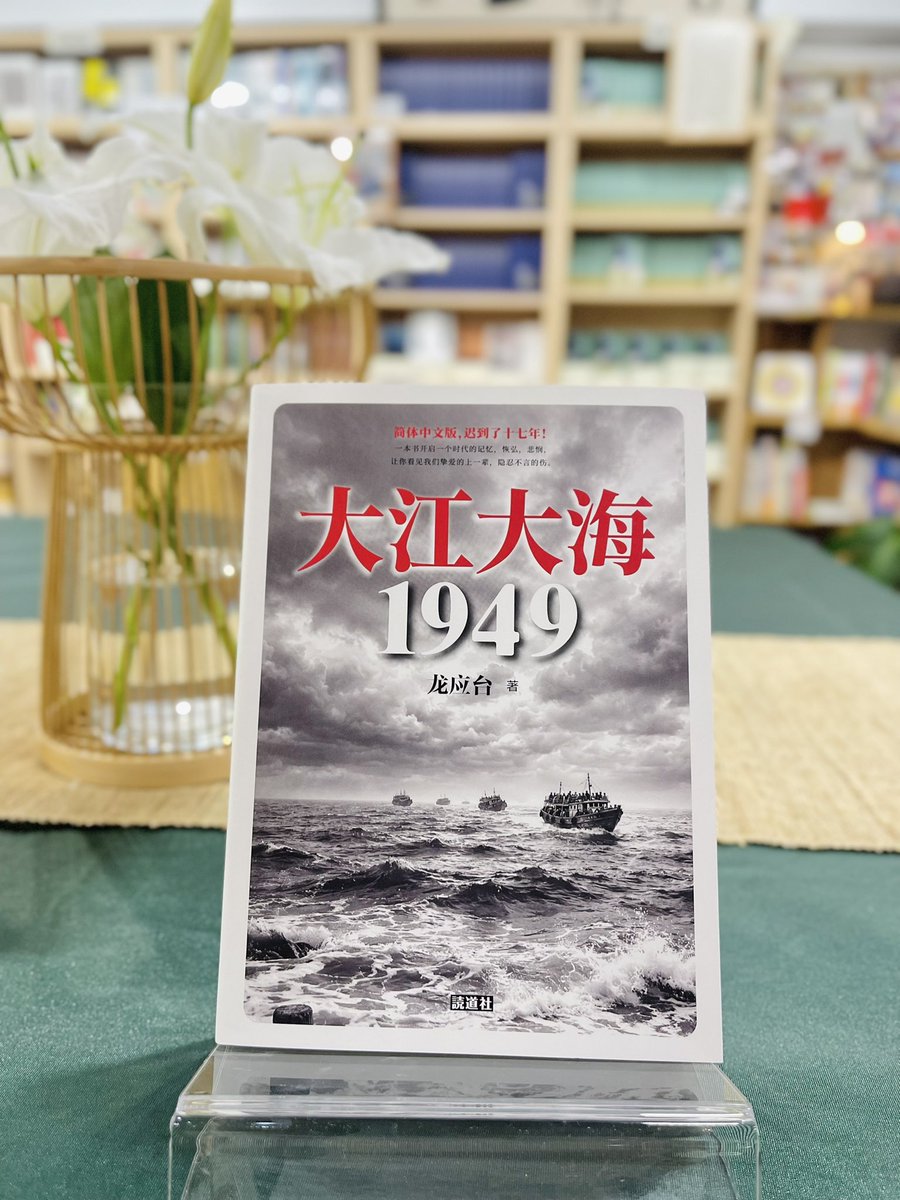 简体中文版，迟到了十七年！
一本书开启一个时代的记忆，恢弘，悲悯，
让你看见我们挚爱的上一辈，隐忍不言的伤。
大江大海
1949
龙应台 著
読道社